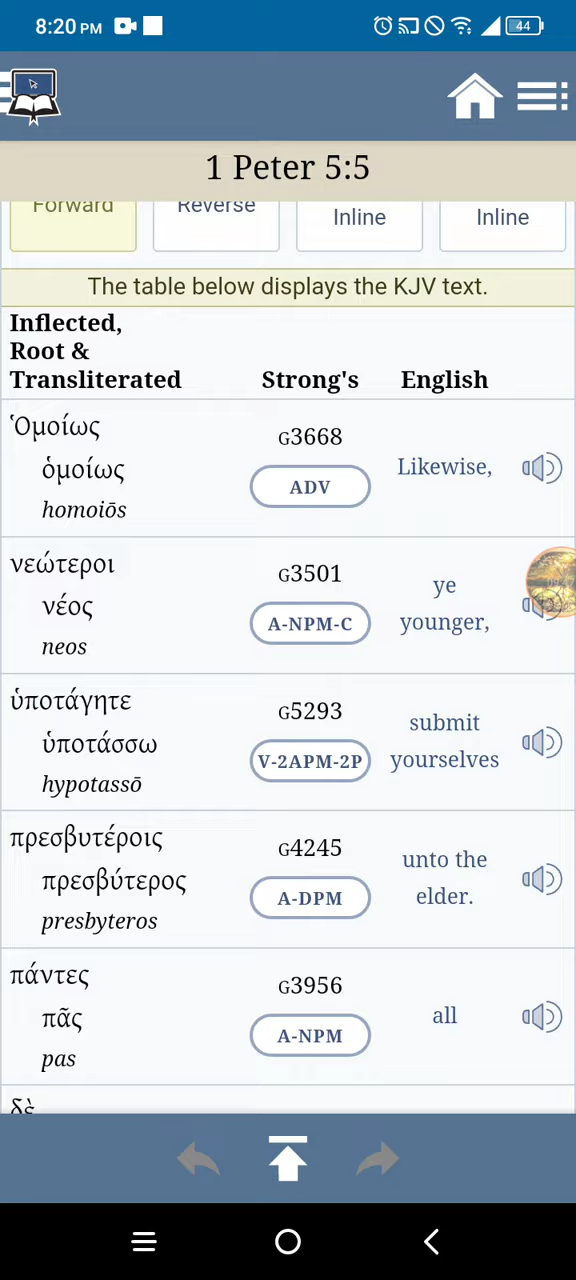 8:20 PM
44
1 Peter 5:5
Forward Reverse Inline Inline
The table below displays the KJV text.
Inflected,
Root &
Transliterated Strong's English
Ὁμοίως
ὁμοίως
homoiōs
G3668
ADV
Likewise,
νεώτεροι
νέος
neos
G3501
A-NPM-C
ye
younger,
ὑποτάγητε
ὑποτάσσω
hypotassō
G5293
V-2APM-2P
submit
yourselves
πρεσβυτέροις
πρεσβύτερος
presbyteros
G4245
A-DPM
unto the
elder.
πάντες
πᾶς
pas
G3956
A-NPM
all
δὲ